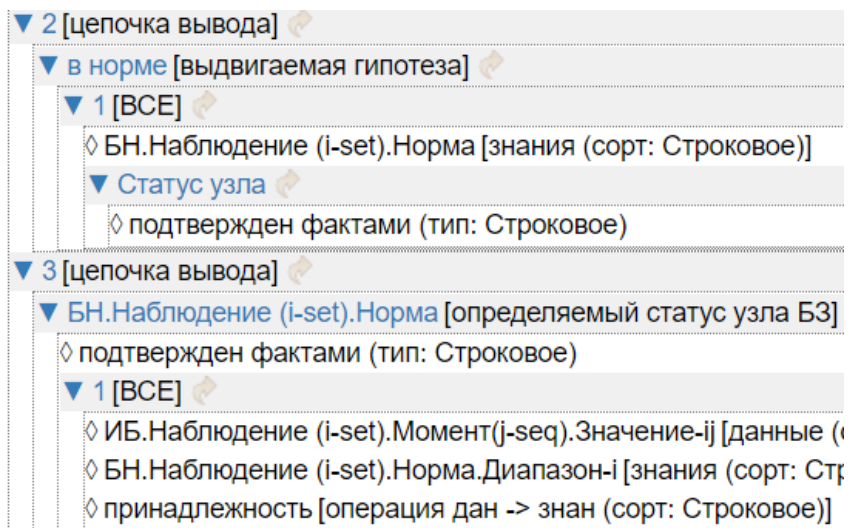 ▼ 2 [цепочка вывода]
▼ в норме [выдвигаемая гипотеза]
▼ 1 [ВСЕ]
◊ БН.Наблюдение (i-set).Норма [знания (сорт: Строковое)]
▼ Статус узла
◊ подтвержден фактами (тип: Строковое)
▼ 3 [цепочка вывода]
▼ БН.Наблюдение (i-set).Норма [определяемый статус узла БЗ]
◊ подтвержден фактами (тип: Строковое)
▼ 1 [ВСЕ]
◊ ИБ.Наблюдение (i-set).Момент(j-seq).Значение-ij [данные (
◊ БН.Наблюдение (i-set).Норма.Диапазон-i [знания (сорт: Стр
◊ принадлежность [операция дан -> знан (сорт: Строковое)]